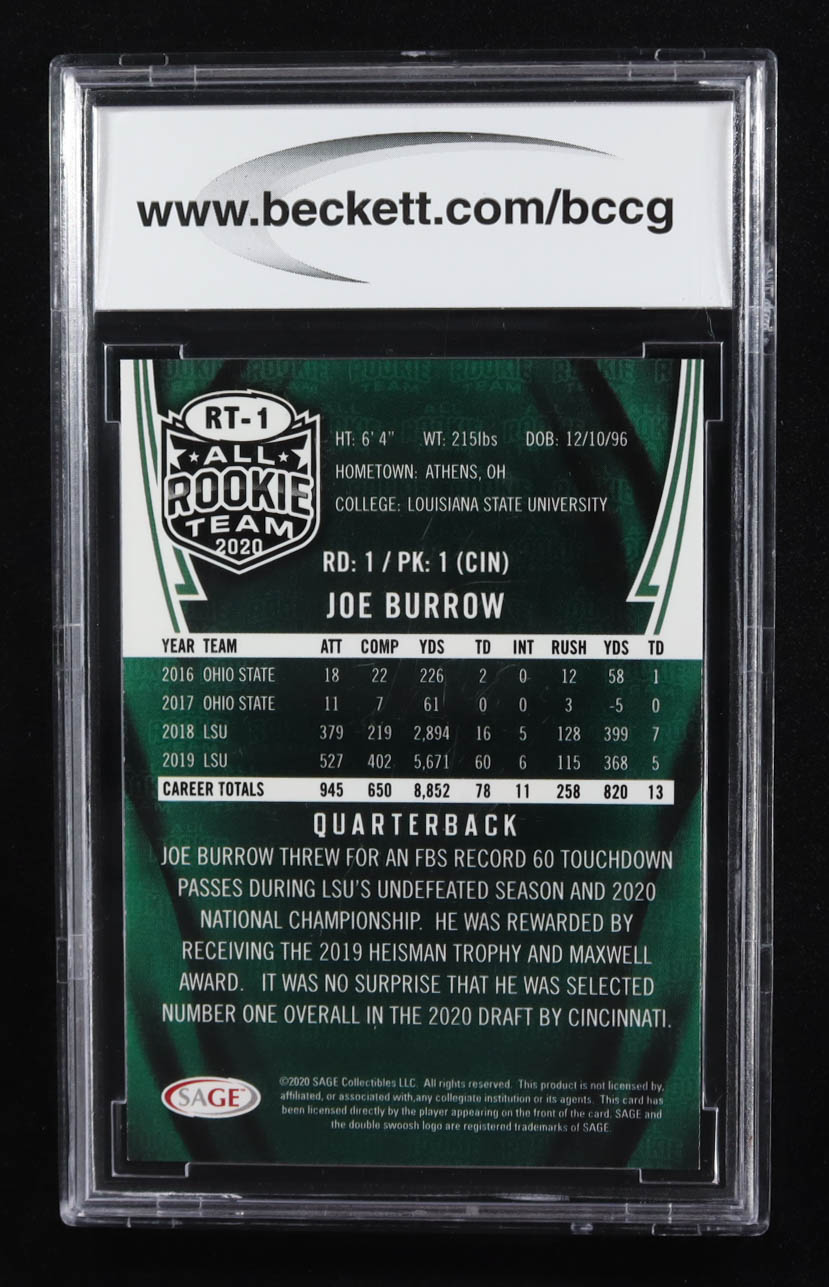 www.beckett.com/bccg
RT-1
ALL
ROOKIE
TEAM
2020
HT: 6' 4" WT: 215lbs DOB: 12/10/96
HOMETOWN: ATHENS, OH
COLLEGE: LOUISIANA STATE UNIVERSITY
RD: 1 / PK: 1 (CIN)
JOE BURROW
YEAR TEAM ATT COMP YDS TD INT RUSH YDS TD
2016 OHIO STATE 18 22 226 2 0 12 58 1
2017 OHIO STATE 11 7 61 0 0 3 -5 0
2018 LSU 379 219 2,894 16 5 128 399 7
2019 LSU 527 402 5,671 60 6 115 368 5
CAREER TOTALS 945 650 8,852 78 11 258 820 13
QUARTERBACK
JOE BURROW THREW FOR AN FBS RECORD 60 TOUCHDOWN
PASSES DURING LSU'S UNDEFEATED SEASON AND 2020
NATIONAL CHAMPIONSHIP. HE WAS REWARDED BY
RECEIVING THE 2019 HEISMAN TROPHY AND MAXWELL
AWARD. IT WAS NO SURPRISE THAT HE WAS SELECTED
NUMBER ONE OVERALL IN THE 2020 DRAFT BY CINCINNATI.
SAGE™
©2020 SAGE Collectibles LLC. All rights reserved. This product is not licensed by,
affiliated, or associated with,any collegiate institution or its agents. This card has
been licensed directly by the player appearing on the front of the card. SAGE and
the double swoosh logo are registered trademarks of SAGE.